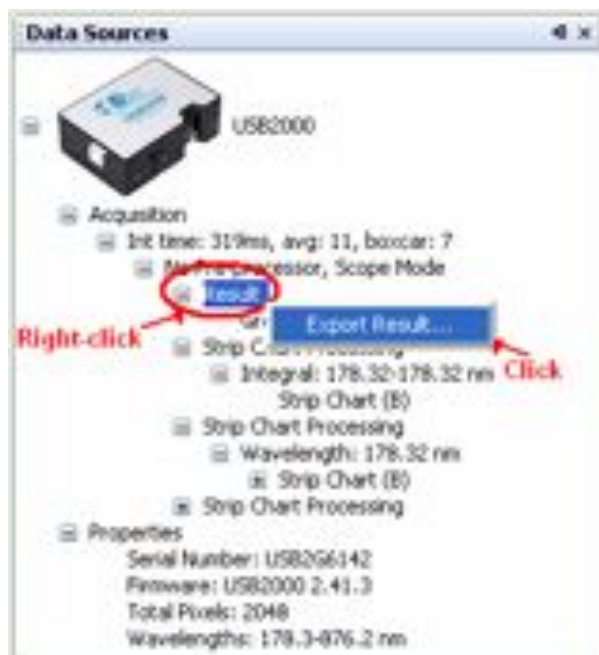 Data Sources
USB2000
Acquisition
Int time: 319ms, avg: 11, boxcar: 7
No Pre-processor, Scope Mode
Result
Right-click
Export Result...
Strip Chart Processing
Click
Integral: 178.32-178.32 nm
Strip Chart (B)
Strip Chart Processing
Wavelength: 178.32 nm
Strip Chart (B)
Strip Chart Processing
Properties
Serial Number: USB2G6142
Firmware: USB2000 2.41.3
Total Pixels: 2048
Wavelengths: 178.3-876.2 nm